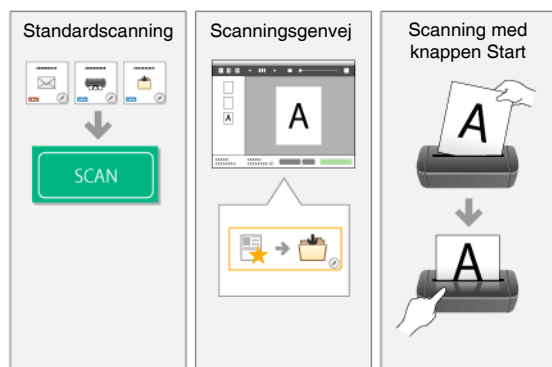 Standardscanning
SCAN
Scanningsgenvej
A
A
Scanning med
knappen Start
A
A